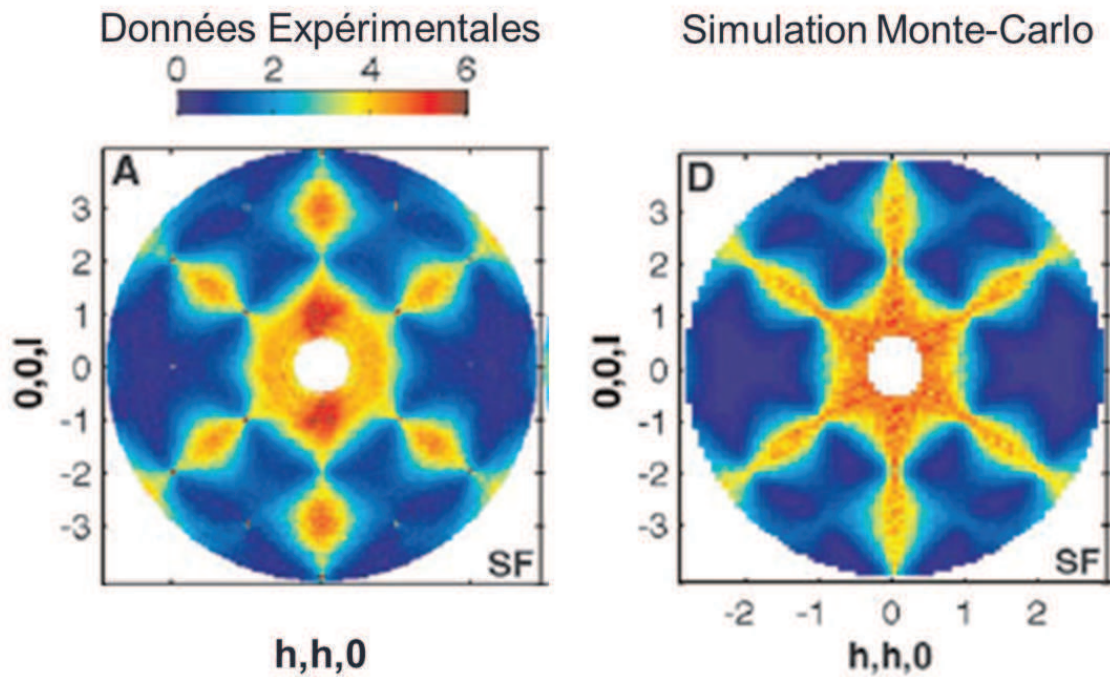 Données Expérimentales
Simulation Monte-Carlo
0 2 4 6
A
D
3
2
1
0
-1
-2
-3
0,0,l
SF
h,h,0
3
2
1
0
-1
-2
-3
0,0,l
SF
-2 -1 0 1 2
h,h,0